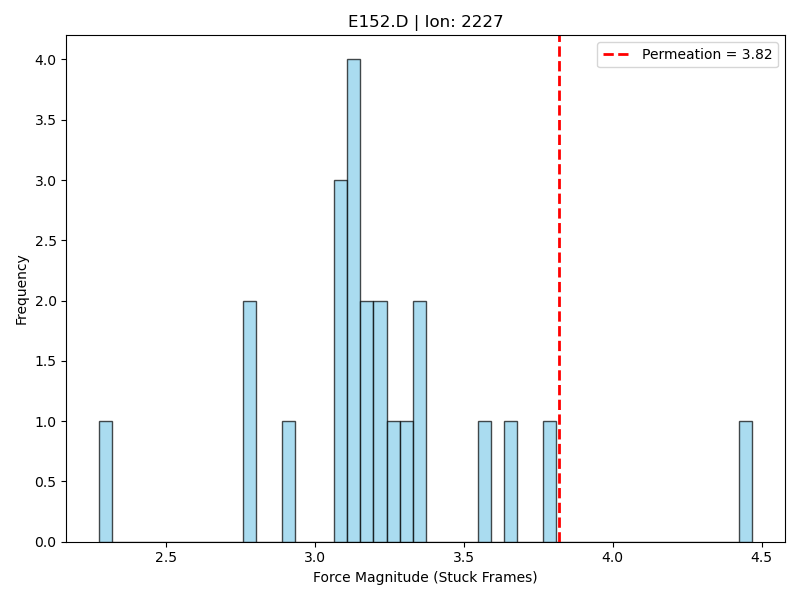 E152.D | Ion: 2227
Permeation = 3.82
4.0
3.5
3.0
2.5
2.0
1.5
1.0
0.5
0.0
Frequency
2.5 3.0 3.5 4.0 4.5
Force Magnitude (Stuck Frames)